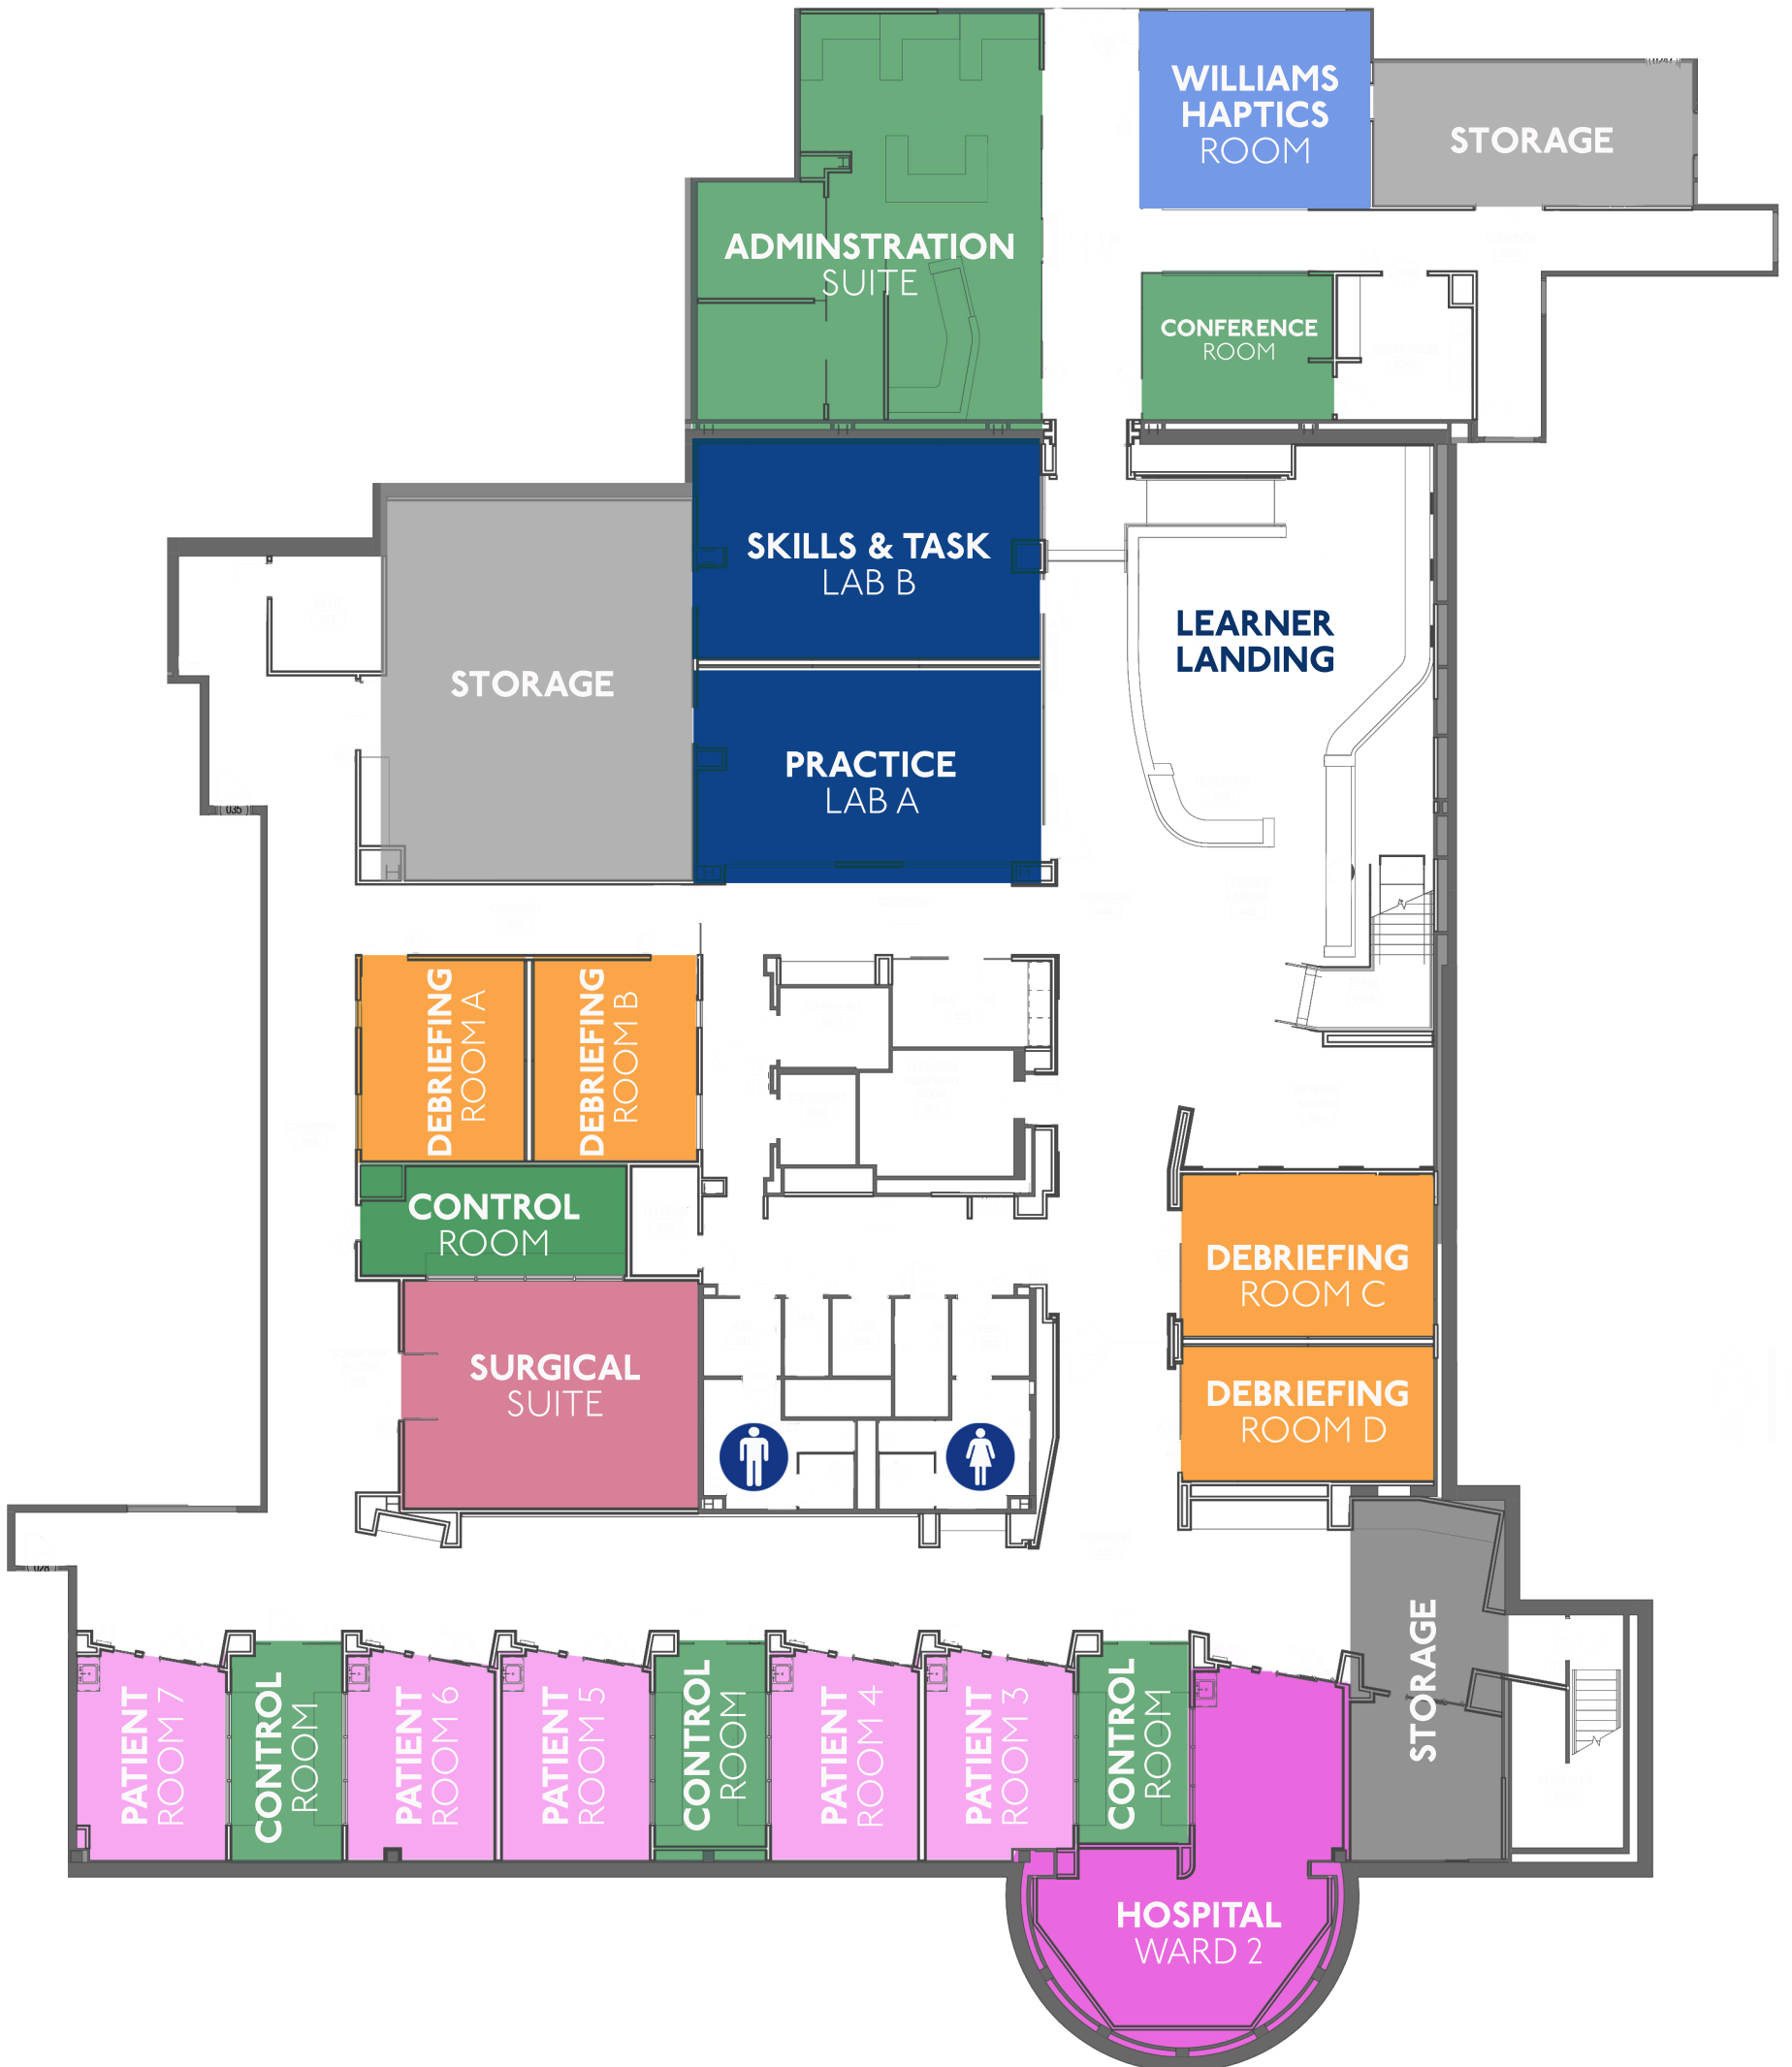 WILLIAMS
HAPTICS
ROOM
STORAGE
ADMINSTRATION
SUITE
CONFERENCE
ROOM
SKILLS & TASK
LAB B
LEARNER
LANDING
STORAGE
PRACTICE
LAB A
035
DEBRIEFING
ROOM A
DEBRIEFING
ROOM B
CONTROL
ROOM
DEBRIEFING
ROOM C
SURGICAL
SUITE
DEBRIEFING
ROOM D
STORAGE
PATIENT
ROOM 7
CONTROL
ROOM
PATIENT
ROOM 6
PATIENT
ROOM 5
CONTROL
ROOM
PATIENT
ROOM 4
PATIENT
ROOM 3
CONTROL
ROOM
HOSPITAL
WARD 2